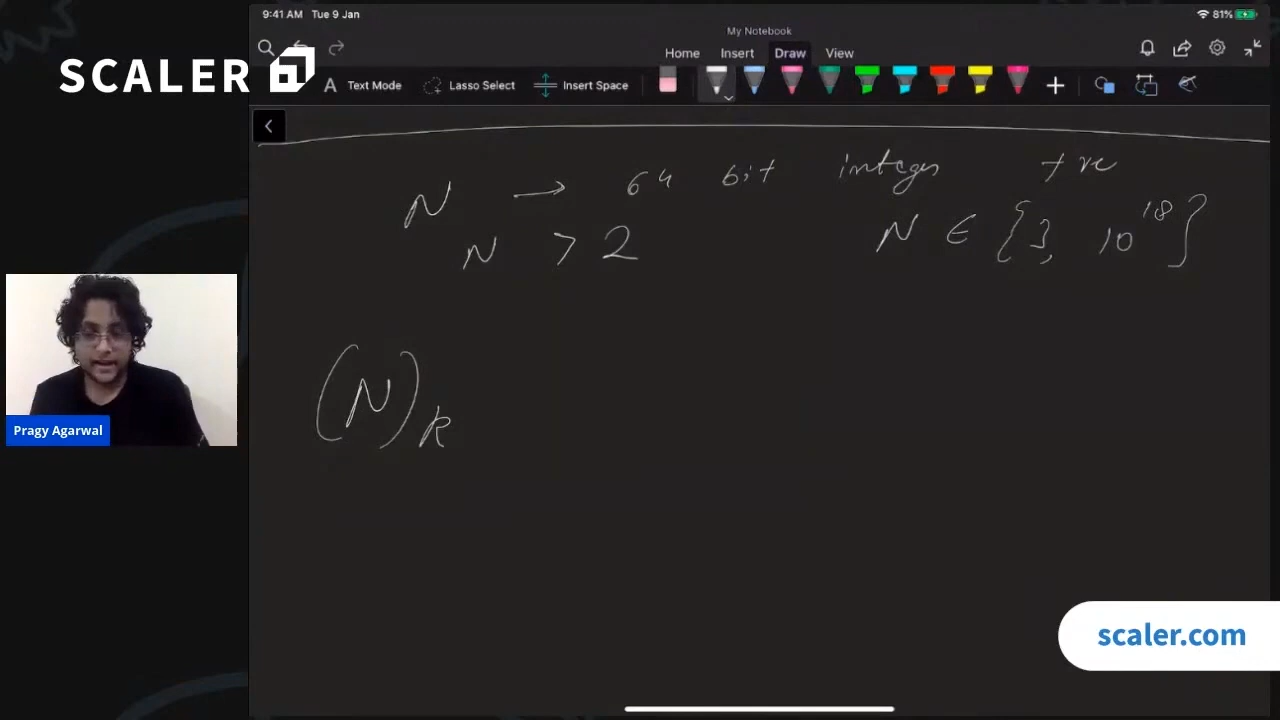 9:41 AM Tue 9 Jan
81%
My Notebook
Home Insert Draw View
SCALER
A Text Mode Lasso Select Insert Space
N → 64 bit integer +ve
N > 2 N ∈ {3, 10^18}
(N)k
Pragy Agarwal
scaler.com